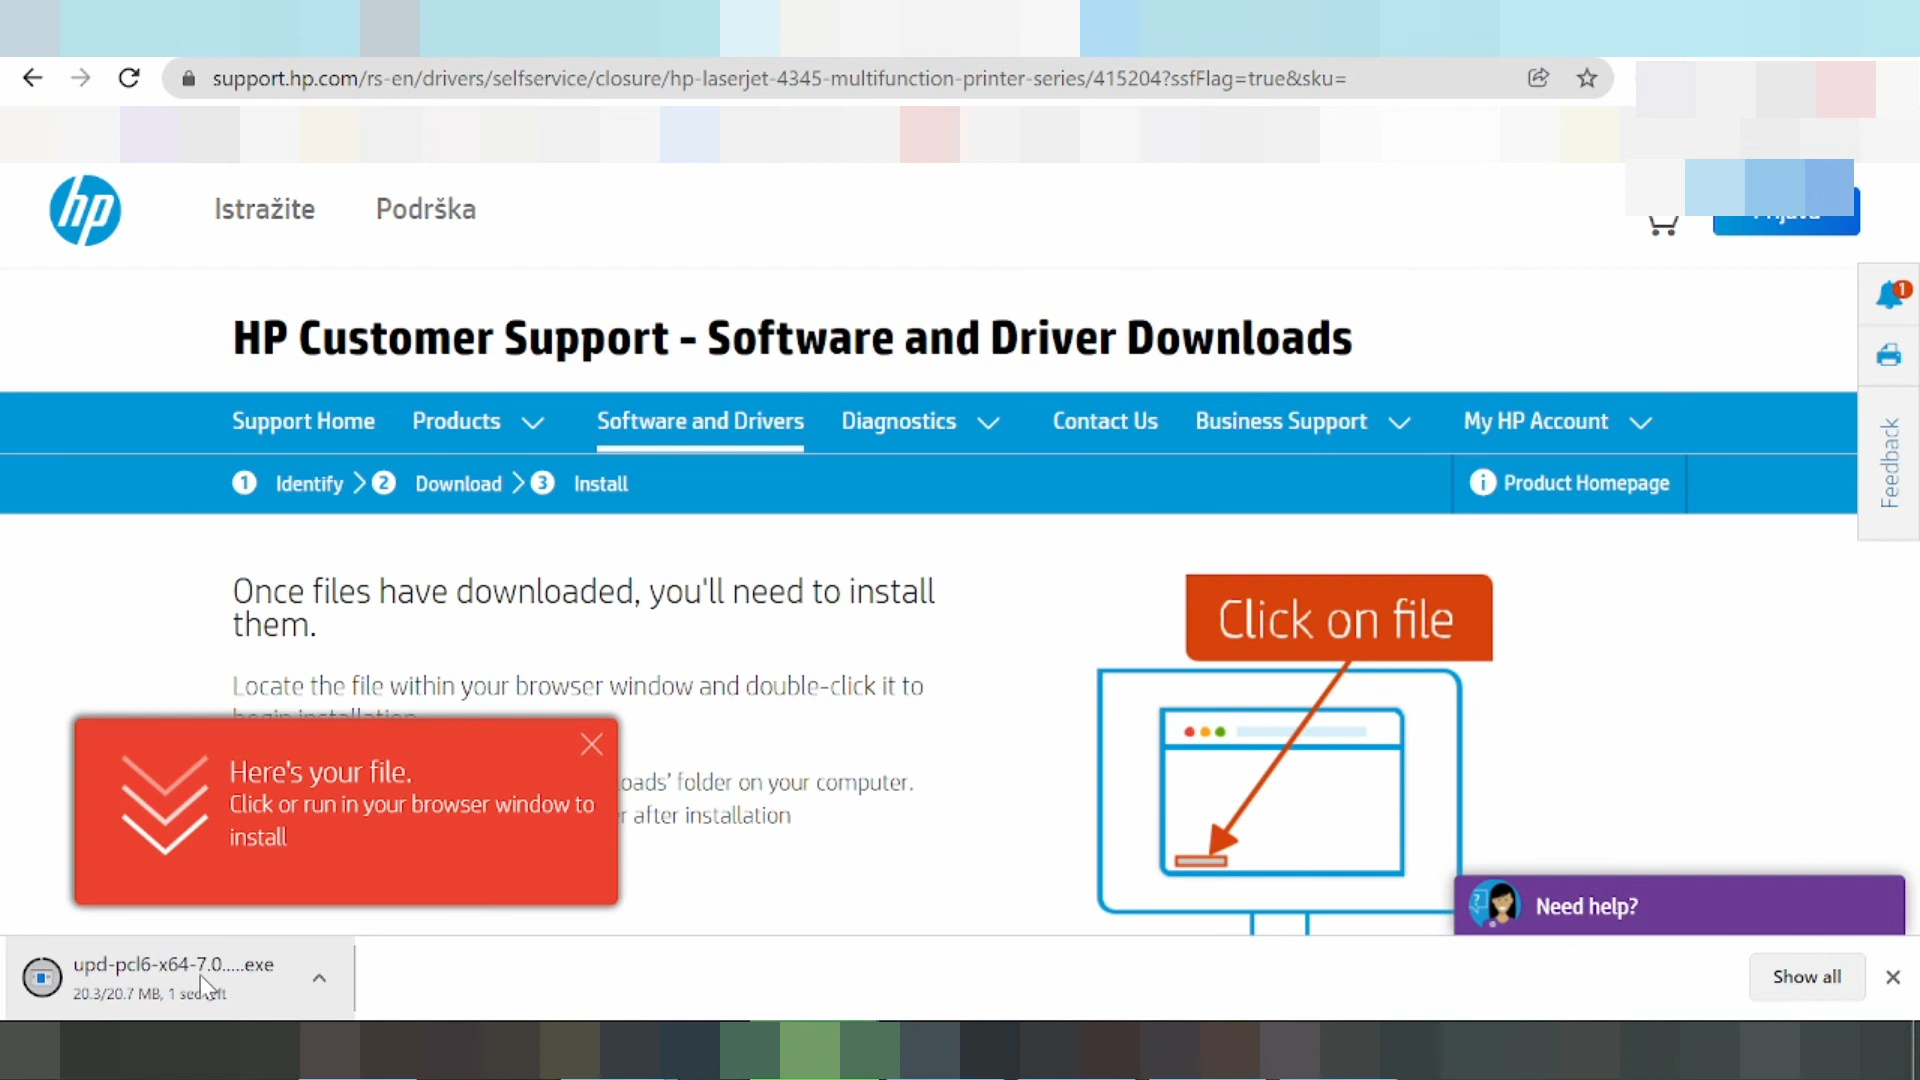 support.hp.com/rs-en/drivers/selfservice/closure/hp-laserjet-4345-multifunction-printer-series/415204?ssfFlag=true&sku=
hp Istražite Podrška
HP Customer Support - Software and Driver Downloads
1
Support Home Products Software and Drivers Diagnostics Contact Us Business Support My HP Account
1 Identify 2 Download 3 Install i Product Homepage
Feedback
Once files have downloaded, you'll need to install
them.
Click on file
Locate the file within your browser window and double-click it to
Here's your file.
Click or run in your browser window to
install
folder on your computer.
after installation
Need help?
upd-pcl6-x64-7.0.....exe
20.3/20.7 MB, 1 sec left
Show all